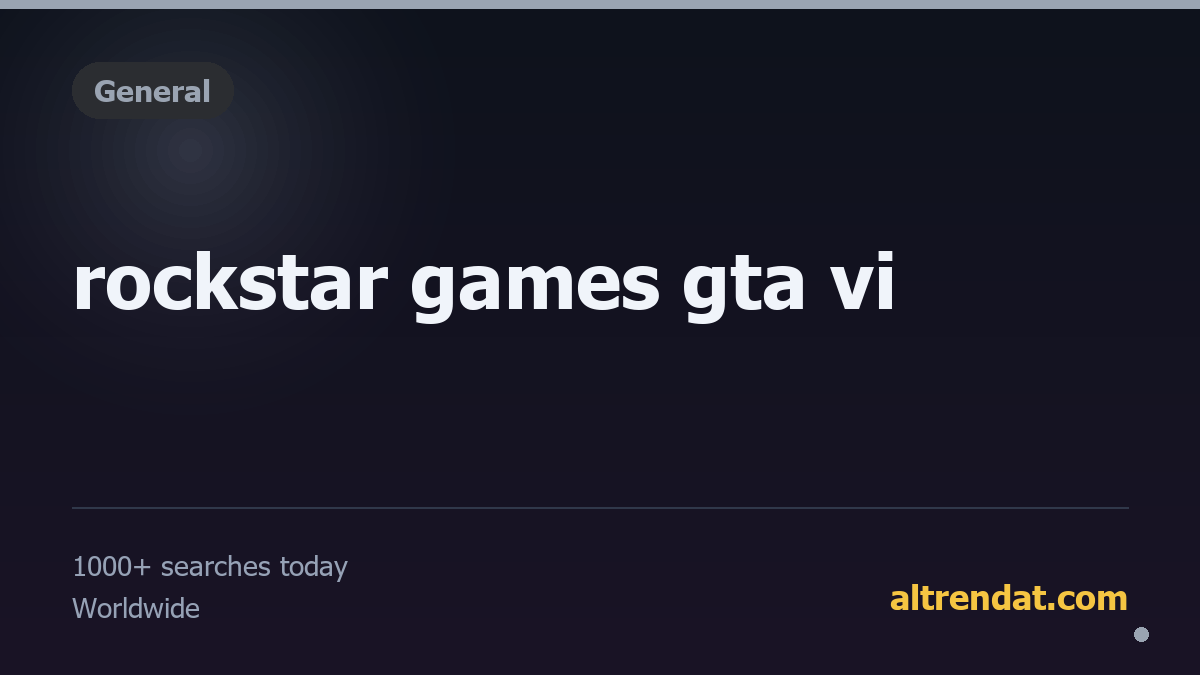 General
rockstar games gta vi
1000+ searches today
Worldwide
altrendat.com